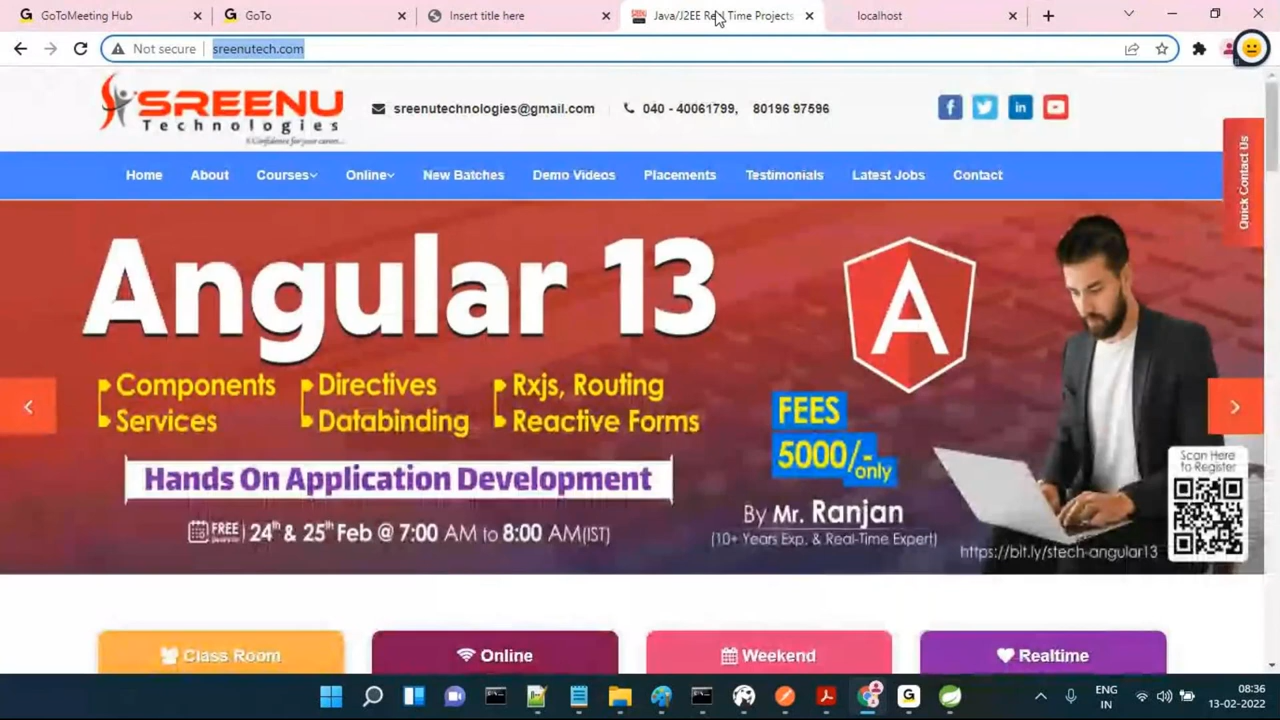 GoToMeeting Hub
GoTo
Insert title here
Java/J2EE Real Time Projects
localhost
Not secure
sreenutech.com
SREENU
Technologies
A Confidence for your career...
sreenutechnologies@gmail.com
040 - 40061799, 80196 97596
Home
About
Courses
Online
New Batches
Demo Videos
Placements
Testimonials
Latest Jobs
Contact
Quick Contact Us
Angular 13
Components
Directives
Rxjs, Routing
Services
Databinding
Reactive Forms
FEES
5000/- only
Hands On Application Development
FREE
24th & 25th Feb @ 7:00 AM to 8:00 AM(IST)
By Mr. Ranjan
(10+ Years Exp. & Real-Time Expert)
Scan Here
to Register
https://bit.ly/stech-angular13
Class Room
Online
Weekend
Realtime
ENG
IN
08:36
13-02-2022